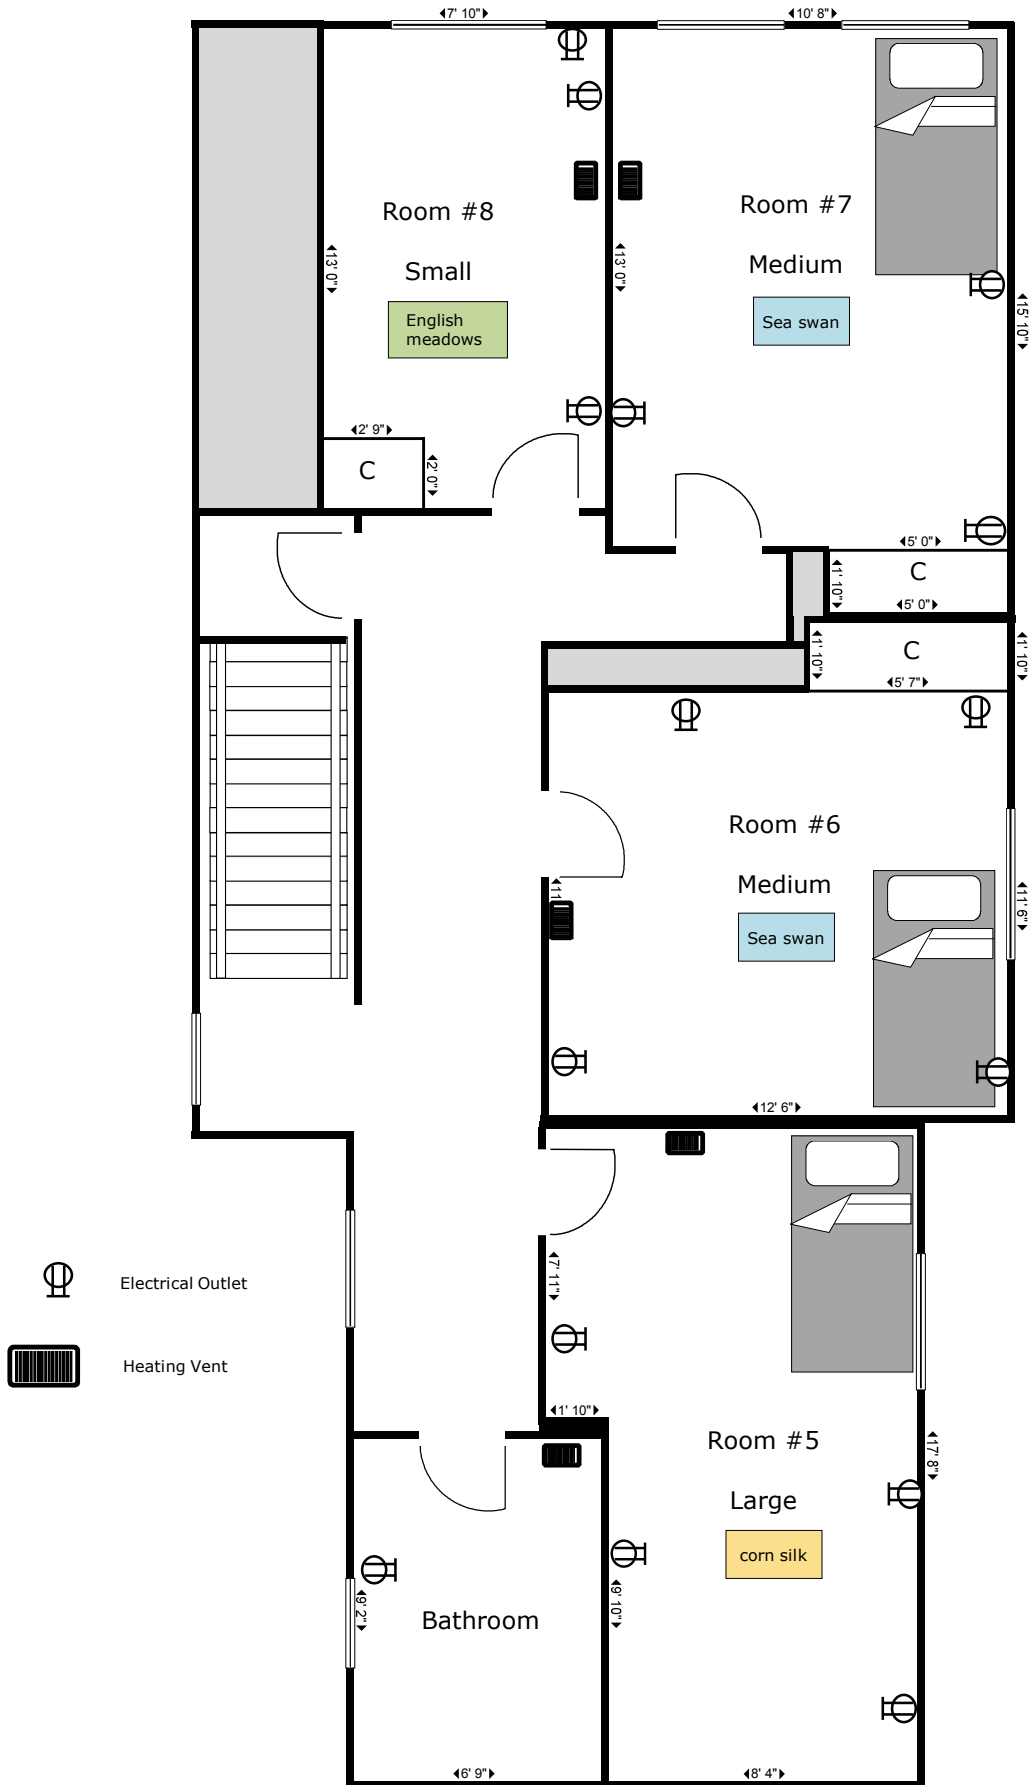 7' 10"
10' 8"
Room #8
Small
English
meadows
13' 0"
Room #7
Medium
Sea swan
13' 0"
15' 10"
2' 9"
C
2' 0"
5' 0"
C
1' 10"
5' 0"
C
1' 10"
1' 10"
5' 7"
Room #6
Medium
Sea swan
11
11' 6"
12' 6"
7' 11"
1' 10"
Electrical Outlet
Heating Vent
Room #5
Large
corn silk
17' 8"
9' 10"
9' 2"
Bathroom
6' 9"
8' 4"